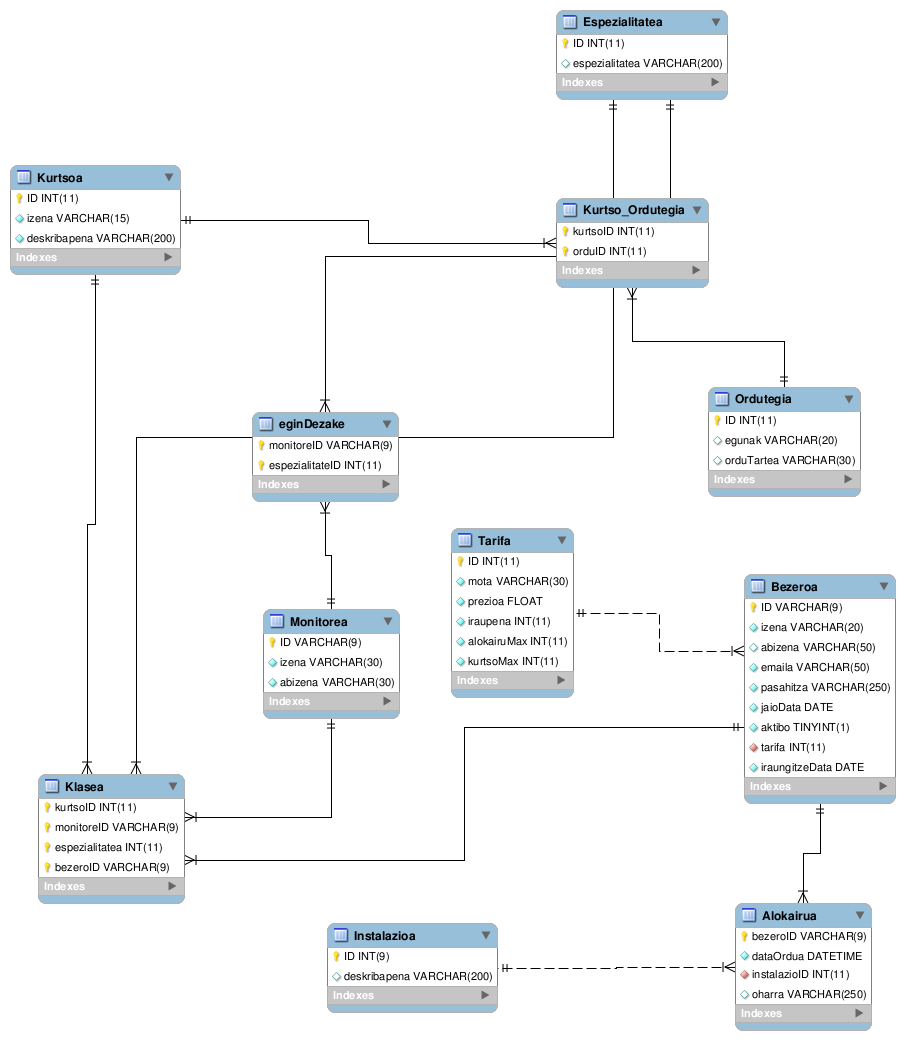 Espezialitatea
ID INT(11)
espezialitatea VARCHAR(200)
Indexes
Kurtsoa
ID INT(11)
izena VARCHAR(15)
deskribapena VARCHAR(200)
Indexes
Kurtso_Ordutegia
kurtsoID INT(11)
orduID INT(11)
Indexes
Ordutegia
ID INT(11)
egunak VARCHAR(20)
orduTartea VARCHAR(30)
Indexes
eginDezake
monitoreID VARCHAR(9)
espezialitateID INT(11)
Indexes
Tarifa
ID INT(11)
mota VARCHAR(30)
prezioa FLOAT
iraupena INT(11)
alokairuMax INT(11)
kurtsoMax INT(11)
Indexes
Bezeroa
ID VARCHAR(9)
izena VARCHAR(20)
abizena VARCHAR(50)
emaila VARCHAR(50)
pasahitza VARCHAR(250)
jaioData DATE
aktibo TINYINT(1)
tarifa INT(11)
iraungitzeData DATE
Indexes
Monitorea
ID VARCHAR(9)
izena VARCHAR(30)
abizena VARCHAR(30)
Indexes
Klasea
kurtsoID INT(11)
monitoreID VARCHAR(9)
espezialitatea INT(11)
bezeroID VARCHAR(9)
Indexes
Instalazioa
ID INT(9)
deskribapena VARCHAR(200)
Indexes
Alokairua
bezeroID VARCHAR(9)
dataOrdua DATETIME
instalazioID INT(11)
oharra VARCHAR(250)
Indexes